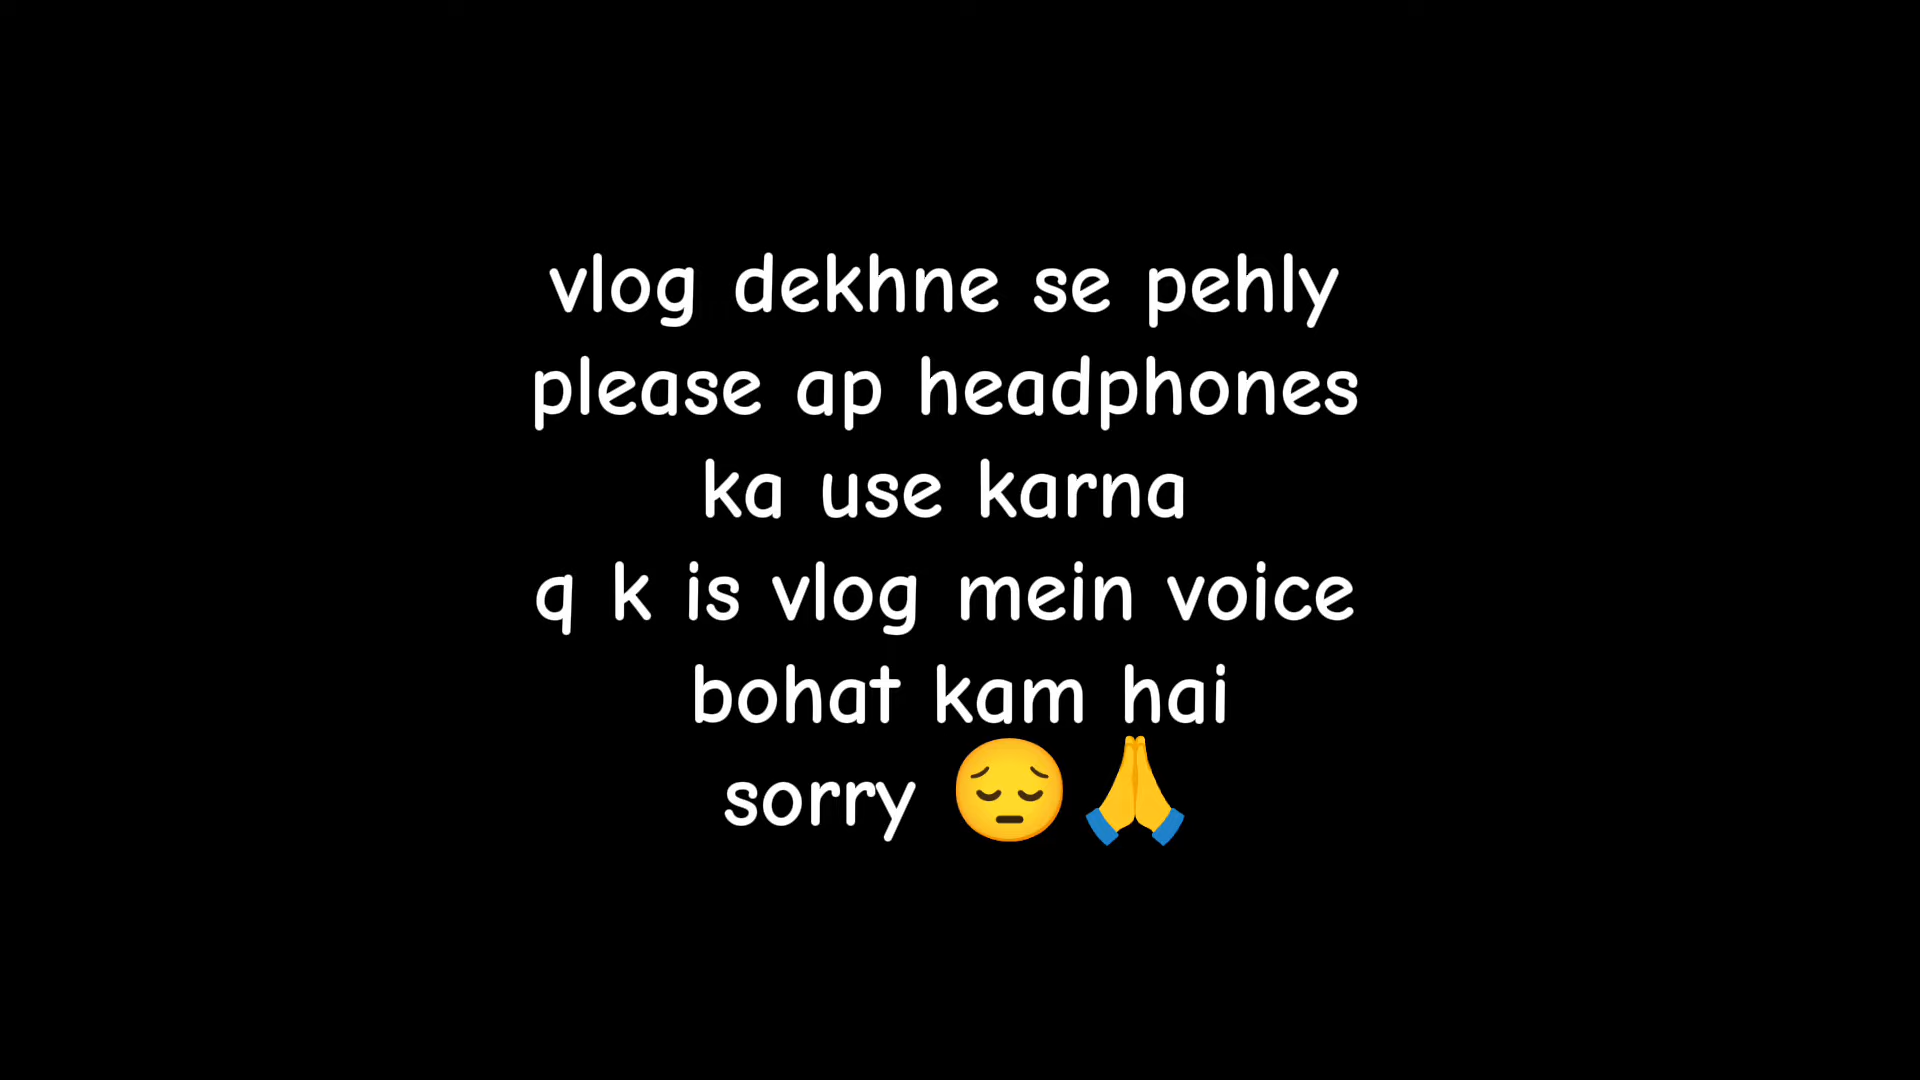 vlog dekhne se pehly
please ap headphones
ka use karna
q k is vlog mein voice
bohat kam hai
sorry 😔🙏